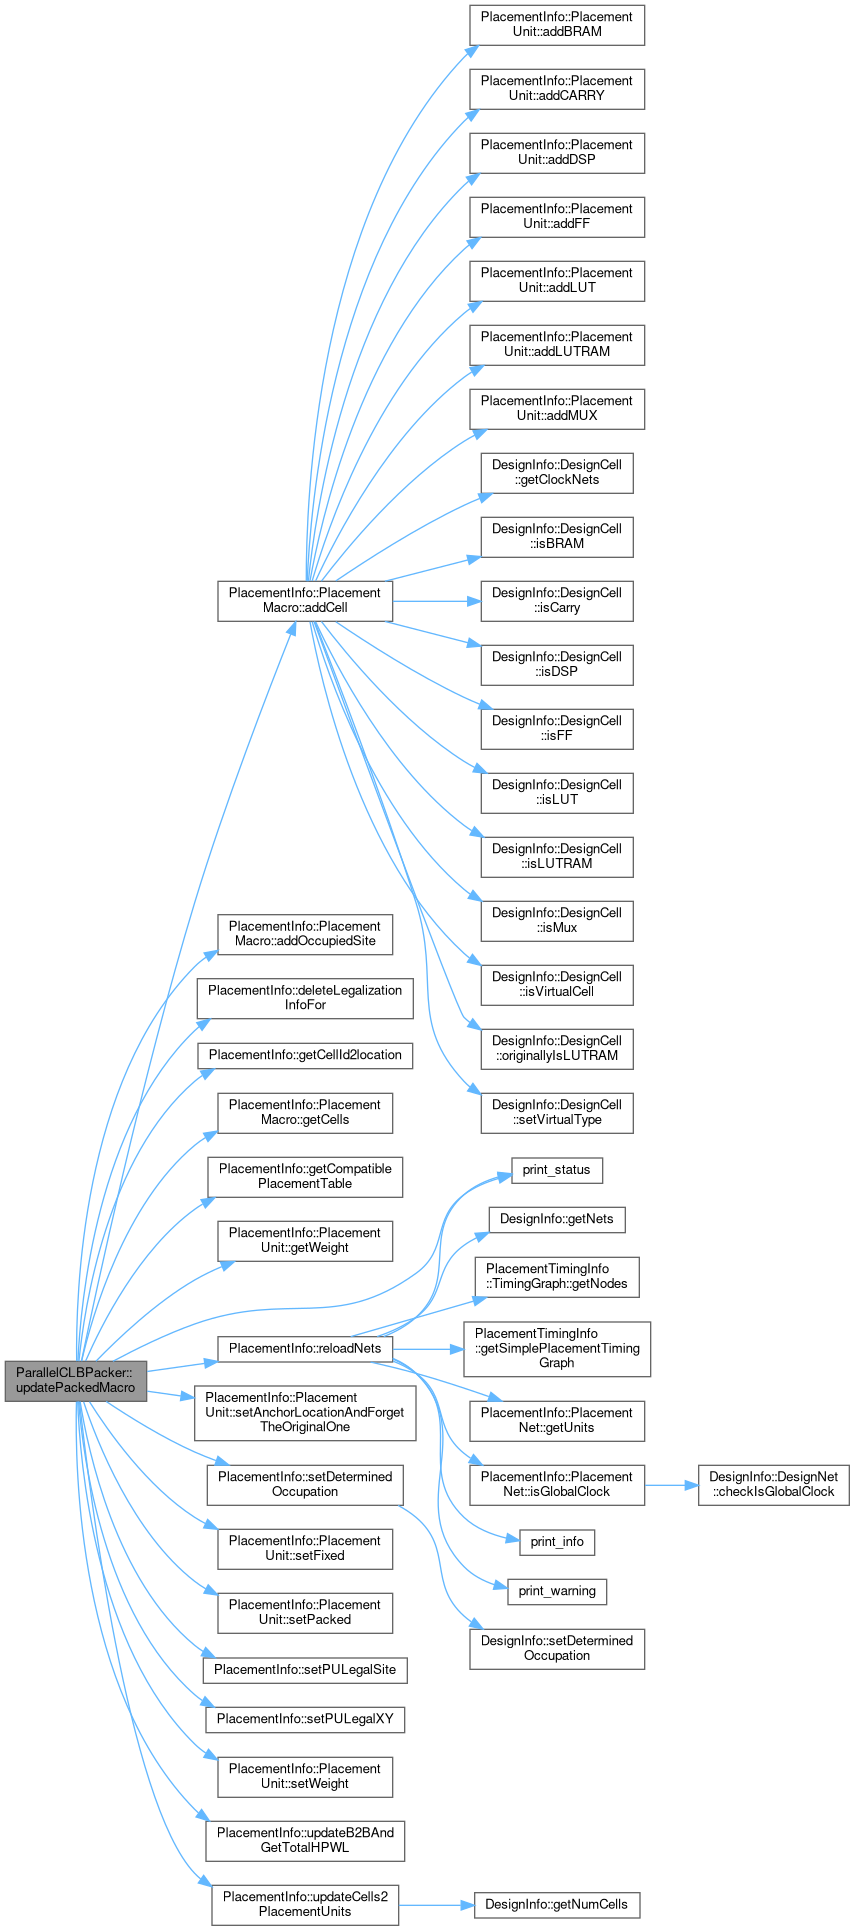 PlacementInfo::Placement
Unit::addBRAM
PlacementInfo::Placement
Unit::addCARRY
PlacementInfo::Placement
Unit::addDSP
PlacementInfo::Placement
Unit::addFF
PlacementInfo::Placement
Unit::addLUT
PlacementInfo::Placement
Unit::addLUTRAM
PlacementInfo::Placement
Unit::addMUX
DesignInfo::DesignCell
::getClockNets
DesignInfo::DesignCell
::isBRAM
PlacementInfo::Placement
Macro::addCell
DesignInfo::DesignCell
::isCarry
DesignInfo::DesignCell
::isDSP
DesignInfo::DesignCell
::isFF
DesignInfo::DesignCell
::isLUT
DesignInfo::DesignCell
::isLUTRAM
DesignInfo::DesignCell
::isMux
PlacementInfo::Placement
Macro::addOccupiedSite
DesignInfo::DesignCell
::isVirtualCell
PlacementInfo::deleteLegalization
InfoFor
DesignInfo::DesignCell
::originallyIsLUTRAM
PlacementInfo::getCellId2location
DesignInfo::DesignCell
::setVirtualType
PlacementInfo::Placement
Macro::getCells
print_status
PlacementInfo::getCompatible
PlacementTable
DesignInfo::getNets
PlacementInfo::Placement
Unit::getWeight
PlacementTimingInfo
::TimingGraph::getNodes
PlacementInfo::reloadNets
PlacementTimingInfo
::getSimplePlacementTiming
Graph
ParallelCLBPacker::
updatePackedMacro
PlacementInfo::Placement
Unit::setAnchorLocationAndForget
TheOriginalOne
PlacementInfo::Placement
Net::getUnits
PlacementInfo::setDetermined
Occupation
PlacementInfo::Placement
Net::isGlobalClock
DesignInfo::DesignNet
::checkIsGlobalClock
PlacementInfo::Placement
Unit::setFixed
print_info
print_warning
PlacementInfo::Placement
Unit::setPacked
DesignInfo::setDetermined
Occupation
PlacementInfo::setPULegalSite
PlacementInfo::setPULegalXY
PlacementInfo::Placement
Unit::setWeight
PlacementInfo::updateB2BAnd
GetTotalHPWL
PlacementInfo::updateCells2
PlacementUnits
DesignInfo::getNumCells